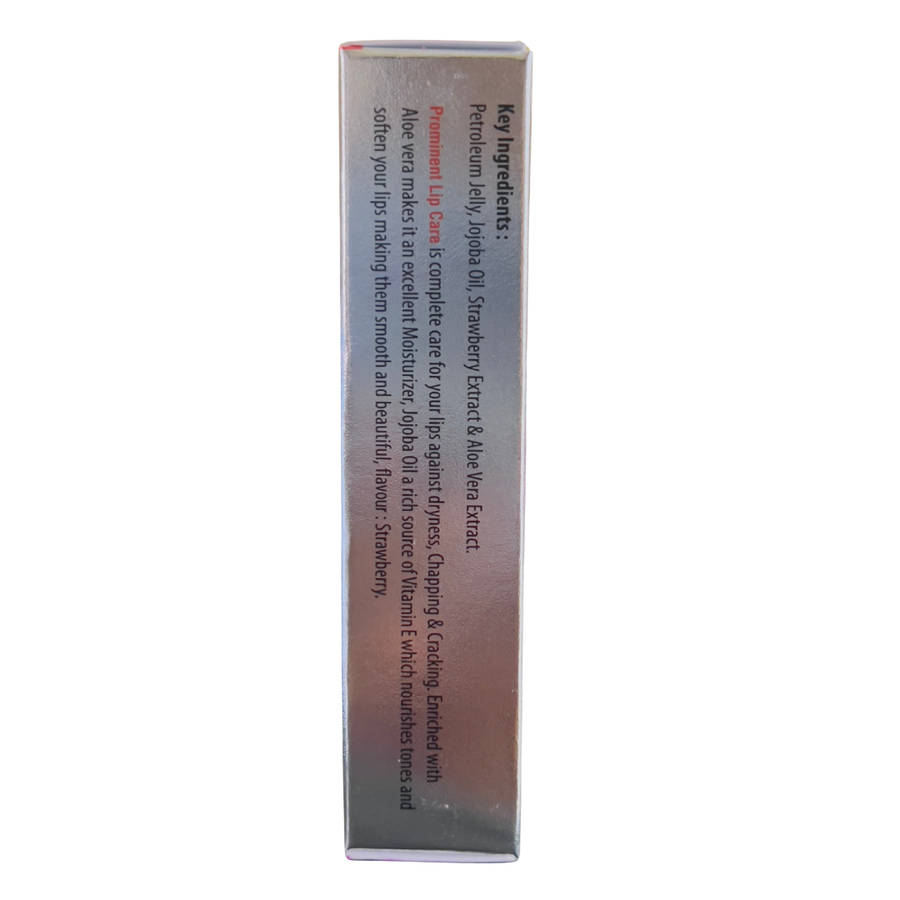 Key Ingredients :
Petroleum Jelly, Jojoba Oil, Strawberry Extract & Aloe Vera Extract.
Prominent Lip Care is complete care for your lips against dryness, Chapping & Cracking. Enriched with
Aloe vera makes it an excellent Moisturizer, Jojoba Oil a rich source of Vitamin E which nourishes tones and
soften your lips making them smooth and beautiful, flavour : Strawberry.